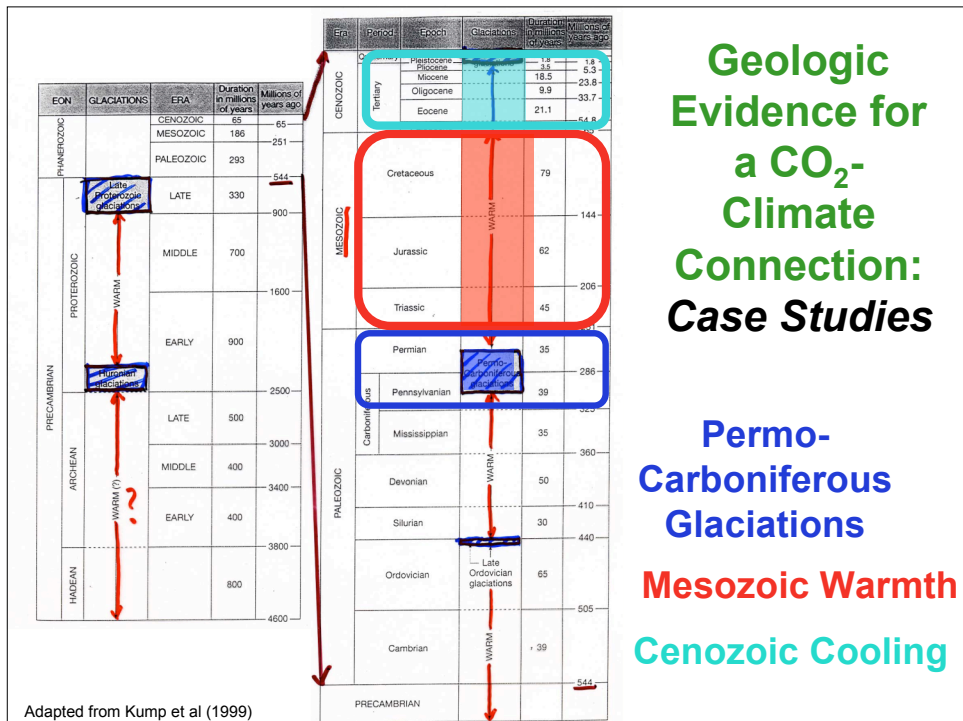 EON GLACIATIONS ERA Duration in millions of years Millions of years ago
PHANEROZOIC
CENOZOIC 65
65
MESOZOIC 186
251
PALEOZOIC 293
544
PRECAMBRIAN
PROTEROZOIC
Late Proterozoic glaciations
LATE 330
900
WARM
MIDDLE 700
1600
EARLY 900
Huronian glaciations
2500
ARCHEAN
LATE 500
3000
MIDDLE 400
3400
WARM (?) ?
EARLY 400
3800
HADEAN
800
4600
Era Period Epoch Glaciations Duration in millions of years Millions of years ago
CENOZOIC
Pleistocene 1.8
1.8
Pliocene 3.5
5.3
Tertiary
Miocene 18.5
23.8
Oligocene 9.9
33.7
Eocene 21.1
54.8
MESOZOIC
Cretaceous 79
WARM
144
Jurassic 62
206
Triassic 45
PALEOZOIC
Permian 35
Permo-Carboniferous glaciations
286
Carboniferous
Pennsylvanian 39
Mississippian 35
360
WARM
Devonian 50
410
Silurian 30
440
Late Ordovician glaciations
Ordovician 65
505
Cambrian WARM 39
544
PRECAMBRIAN
Geologic
Evidence for
a CO₂-
Climate
Connection:
Case Studies
Permo-
Carboniferous
Glaciations
Mesozoic Warmth
Cenozoic Cooling
Adapted from Kump et al (1999)